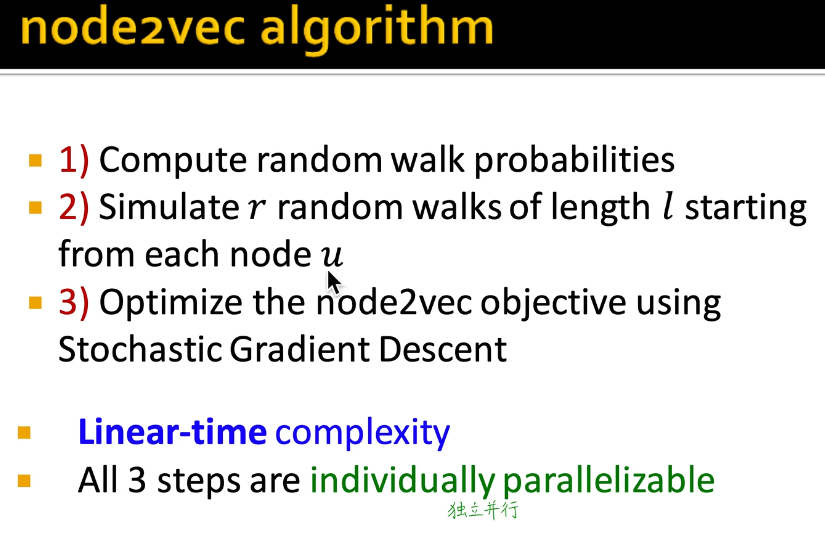 node2vec algorithm
1) Compute random walk probabilities
2) Simulate r random walks of length l starting
from each node u
3) Optimize the node2vec objective using
Stochastic Gradient Descent
Linear-time complexity
All 3 steps are individually parallelizable
独立并行